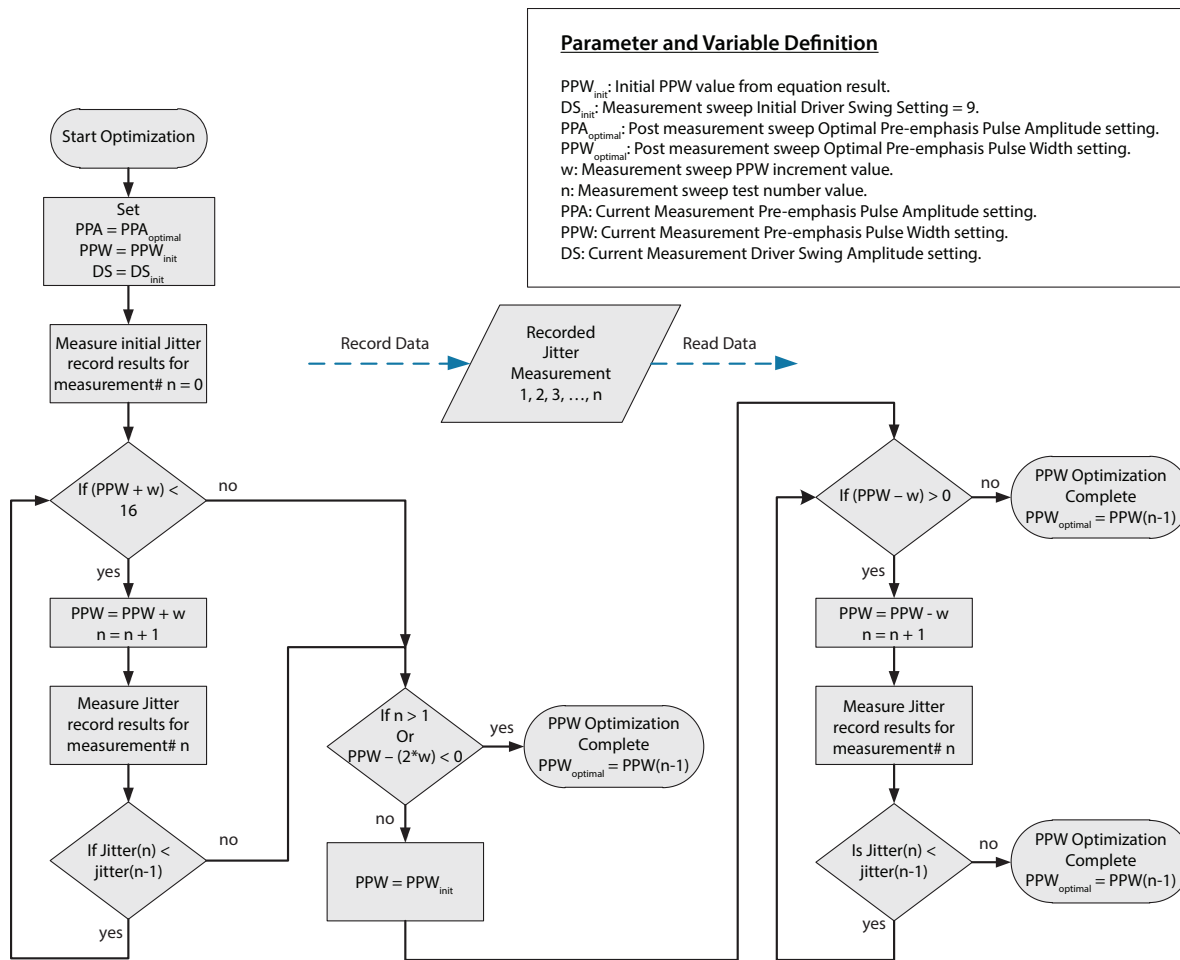 Parameter and Variable Definition
PPWinit: Initial PPW value from equation result.
DSinit: Measurement sweep Initial Driver Swing Setting = 9.
PPAoptimal: Post measurement sweep Optimal Pre-emphasis Pulse Amplitude setting.
PPWoptimal: Post measurement sweep Optimal Pre-emphasis Pulse Width setting.
w: Measurement sweep PPW increment value.
n: Measurement sweep test number value.
PPA: Current Measurement Pre-emphasis Pulse Amplitude setting.
PPW: Current Measurement Pre-emphasis Pulse Width setting.
DS: Current Measurement Driver Swing Amplitude setting.
Start Optimization
Set
PPA = PPAoptimal
PPW = PPWinit
DS = DSinit
Measure initial Jitter
record results for
measurement# n = 0
Record Data
Recorded
Jitter
Measurement
1, 2, 3, …, n
Read Data
If (PPW + w) <
16
no
yes
PPW = PPW + w
n = n + 1
Measure Jitter
record results for
measurement# n
If Jitter(n) <
jitter(n-1)
no
yes
If n > 1
Or
PPW – (2*w) < 0
yes
PPW Optimization
Complete
PPWoptimal = PPW(n-1)
no
PPW = PPWinit
If (PPW – w) > 0
no
PPW Optimization
Complete
PPWoptimal = PPW(n-1)
yes
PPW = PPW - w
n = n + 1
Measure Jitter
record results for
measurement# n
Is Jitter(n) <
jitter(n-1)
no
PPW Optimization
Complete
PPWoptimal = PPW(n-1)
yes